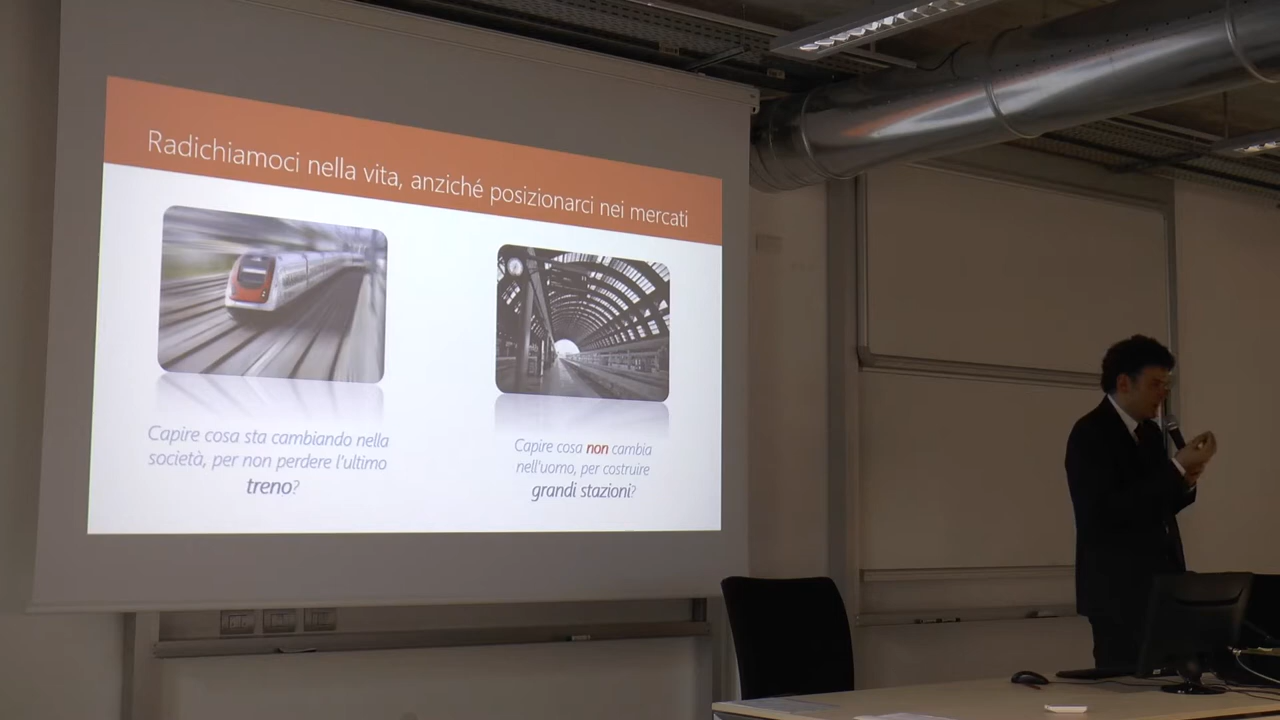 Radichiamoci nella vita, anziché posizionarci nei mercati
Capire cosa sta cambiando nella
società, per non perdere l'ultimo
treno?
Capire cosa non cambia
nell'uomo, per costruire
grandi stazioni?